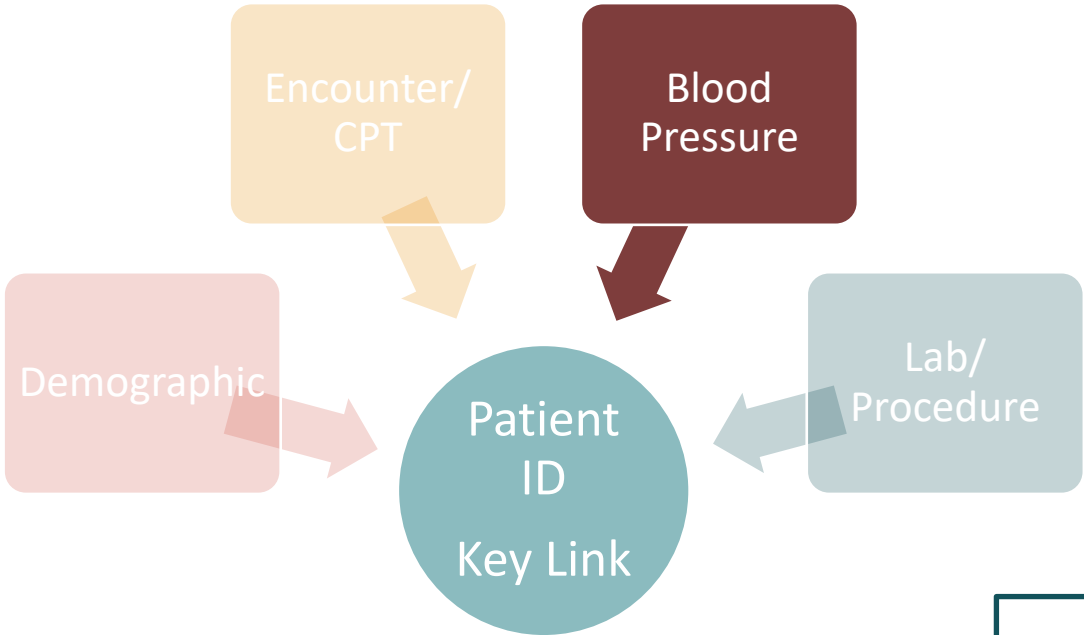 Encounter/
CPT
Blood
Pressure
Demographic
Lab/
Procedure
Patient
ID
Key Link